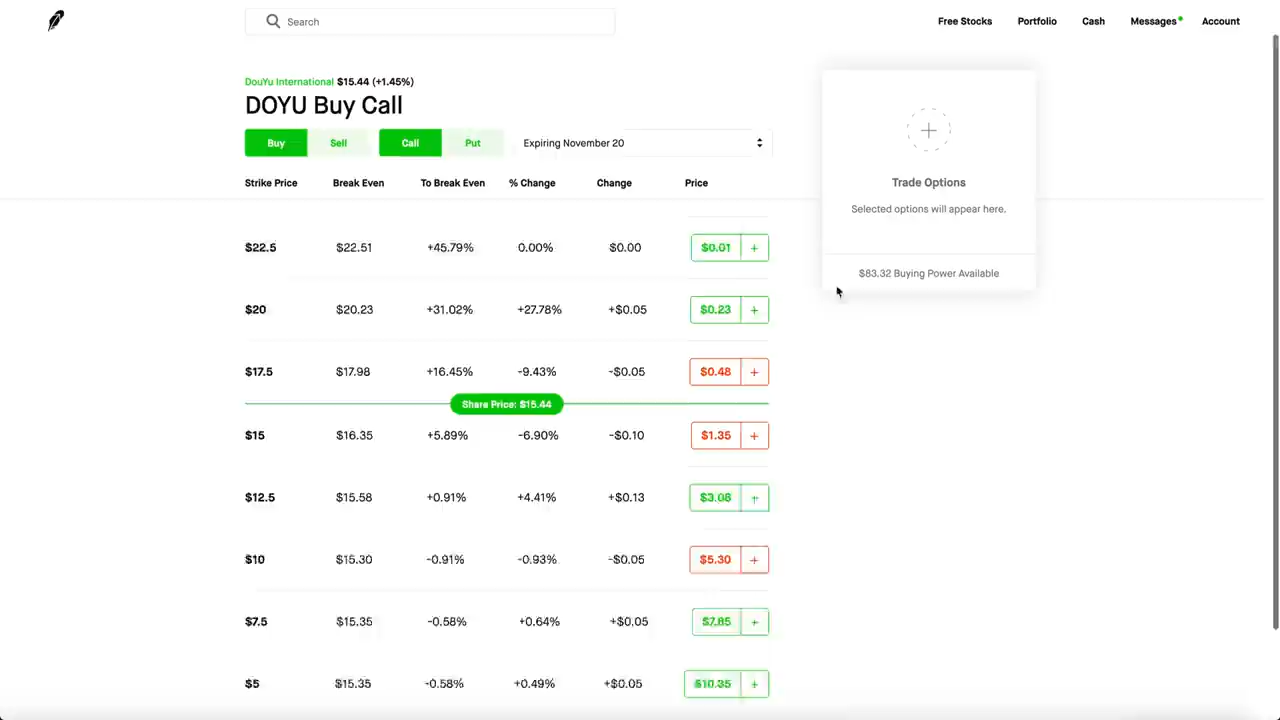 Search
Free Stocks Portfolio Cash Messages Account
DouYu International $15.44 (+1.45%)
DOYU Buy Call
Buy Sell Call Put Expiring November 20
Strike Price Break Even To Break Even % Change Change Price
$22.5 $22.51 +45.79% 0.00% $0.00 $0.01 +
$20 $20.23 +31.02% +27.78% +$0.05 $0.23 +
$17.5 $17.98 +16.45% -9.43% -$0.05 $0.48 +
Share Price: $15.44
$15 $16.35 +5.89% -6.90% -$0.10 $1.35 +
$12.5 $15.58 +0.91% +4.41% +$0.13 $3.08 +
$10 $15.30 -0.91% -0.93% -$0.05 $5.30 +
$7.5 $15.35 -0.58% +0.64% +$0.05 $7.85 +
$5 $15.35 -0.58% +0.49% +$0.05 $10.35 +
Trade Options
Selected options will appear here.
$83.32 Buying Power Available